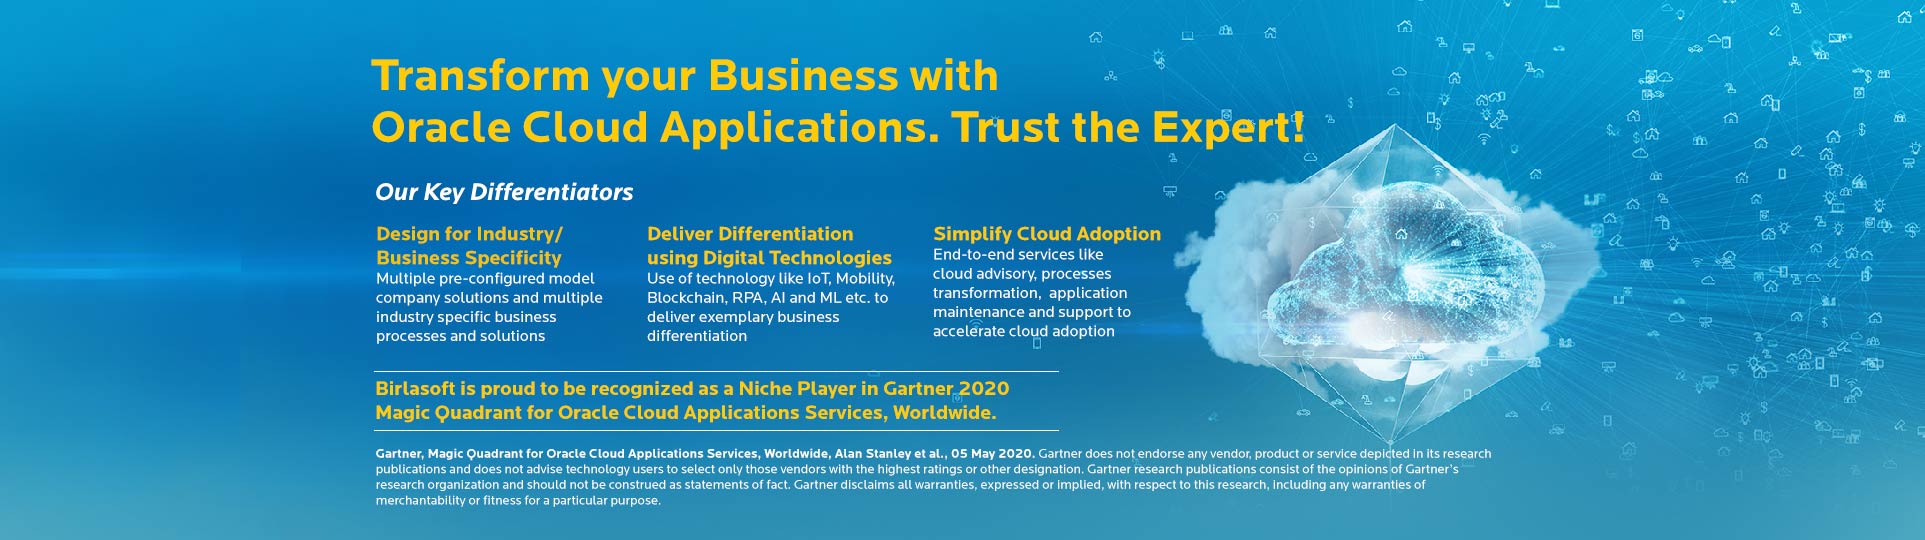 Transform your Business with
Oracle Cloud Applications. Trust the Expert!
Our Key Differentiators
Design for Industry/
Business Specificity
Multiple pre-configured model
company solutions and multiple
industry specific business
processes and solutions
Deliver Differentiation
using Digital Technologies
Use of technology like IoT, Mobility,
Blockchain, RPA, AI and ML etc. to
deliver exemplary business
differentiation
Simplify Cloud Adoption
End-to-end services like
cloud advisory, processes
transformation, application
maintenance and support to
accelerate cloud adoption
Birlasoft is proud to be recognized as a Niche Player in Gartner 2020
Magic Quadrant for Oracle Cloud Applications Services, Worldwide.
Gartner, Magic Quadrant for Oracle Cloud Applications Services, Worldwide, Alan Stanley et al., 05 May 2020. Gartner does not endorse any vendor, product or service depicted in its research
publications and does not advise technology users to select only those vendors with the highest ratings or other designation. Gartner research publications consist of the opinions of Gartner's
research organization and should not be construed as statements of fact. Gartner disclaims all warranties, expressed or implied, with respect to this research, including any warranties of
merchantability or fitness for a particular purpose.